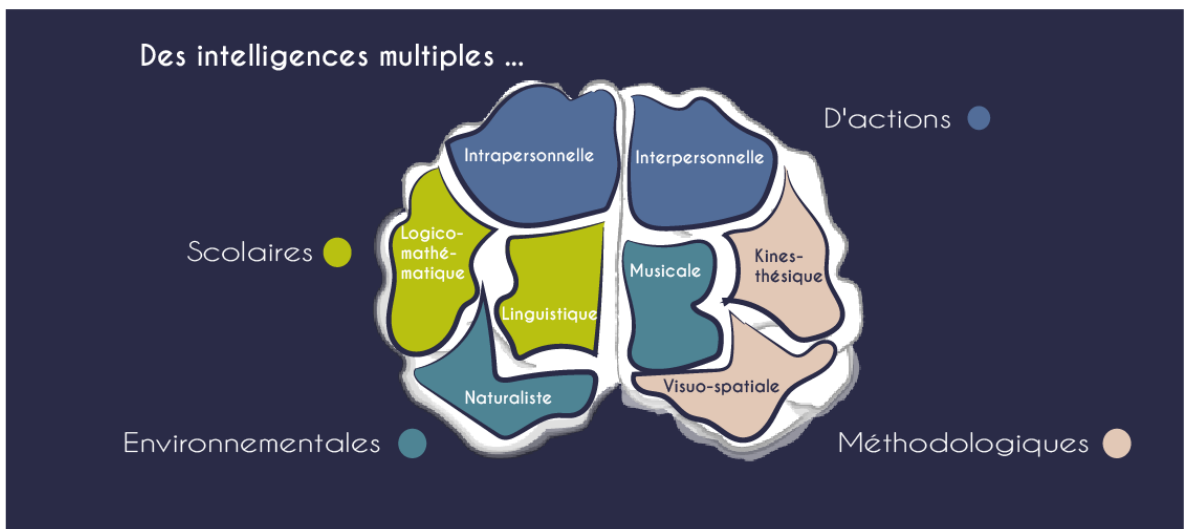 Des intelligences multiples ...
D'actions
Intrapersonnelle
Interpersonnelle
Scolaires
Logico-
mathé-
matique
Linguistique
Musicale
Kines-
thésique
Naturaliste
Visuo-spatiale
Environnementales
Méthodologiques